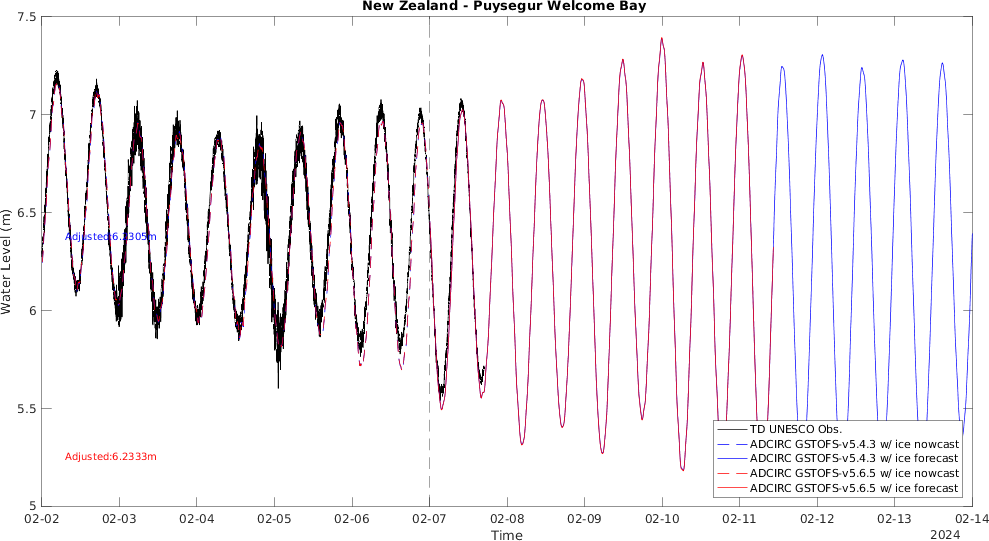 New Zealand - Puysegur Welcome Bay
7.5
7
6.5
6
5.5
5
Water Level (m)
Adjusted:6.2333m
TD UNESCO Obs.
ADCIRC GSTOFS-v5.4.3 w/ ice nowcast
ADCIRC GSTOFS-v5.4.3 w/ ice forecast
ADCIRC GSTOFS-v5.6.5 w/ ice nowcast
ADCIRC GSTOFS-v5.6.5 w/ ice forecast
02-02 02-03 02-04 02-05 02-06 02-07 02-08 02-09 02-10 02-11 02-12 02-13 02-14
Time
2024